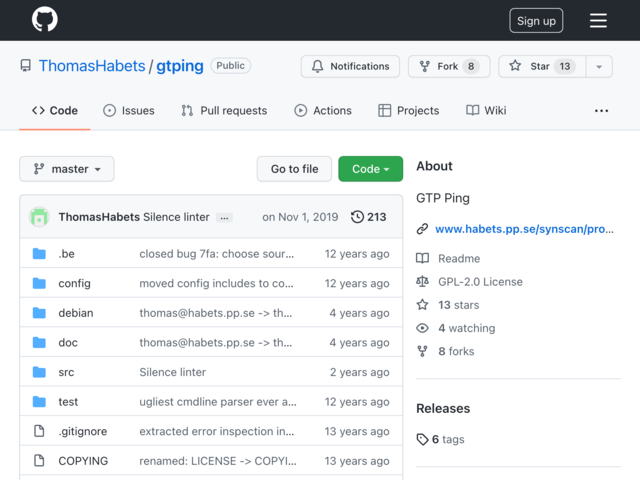 Sign up
ThomasHabets / gtping Public
Notifications Fork 8 Star 13
Code Issues Pull requests Actions Projects Wiki ...
master Go to file Code
ThomasHabets Silence linter ... on Nov 1, 2019 213
.be closed bug 7fa: choose sour... 12 years ago
config moved config includes to co... 12 years ago
debian thomas@habets.pp.se -> th... 4 years ago
doc thomas@habets.pp.se -> th... 4 years ago
src Silence linter 2 years ago
test ugliest cmdline parser ever a... 12 years ago
.gitignore extracted error inspection in... 13 years ago
COPYING renamed: LICENSE -> COPYI... 13 years ago
About
GTP Ping
www.habets.pp.se/synscan/pro...
Readme
GPL-2.0 License
13 stars
4 watching
8 forks
Releases
6 tags